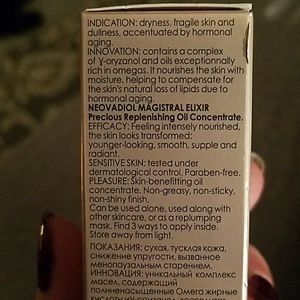 INDICATION: dryness, fragile skin and
dullness, accentuated by hormonal
aging.
INNOVATION: contains a complex
of Ɣ-oryzanol and oils exceptionally
rich in omegas. It nourishes the skin with
moisture, helping to compensate for
the skin's natural loss of lipids due to
hormonal aging.
NEOVADIOL MAGISTRAL ELIXIR
Precious Replenishing Oil Concentrate.
EFFICACY: Feeling intensely nourished,
the skin looks transformed:
younger-looking, smooth, supple and
radiant.
SENSITIVE SKIN: tested under
dermatological control. Paraben-free.
PLEASURE: Skin-benefitting oil
concentrate. Non-greasy, non-sticky,
non-shiny finish.
Can be used alone, used along with
other skincare, or as a replumping
mask. Find 3 ways to apply inside.
Store away from light.
ПОКАЗАНИЯ: сухая, тусклая кожа,
снижение упругости, вызванное
менопаузальным старением.
ИННОВАЦИЯ: уникальный комплекс
масел, содержащий
полиненасыщенные Омега жирные